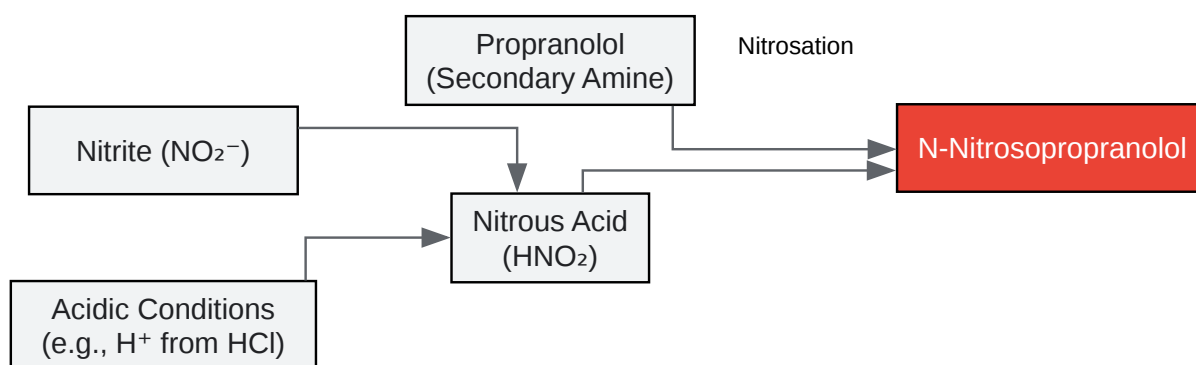 Propranolol
(Secondary Amine)
Nitrosation
Nitrite (NO₂⁻)
N-Nitrosopropranolol
Nitrous Acid
(HNO₂)
Acidic Conditions
(e.g., H⁺ from HCl)